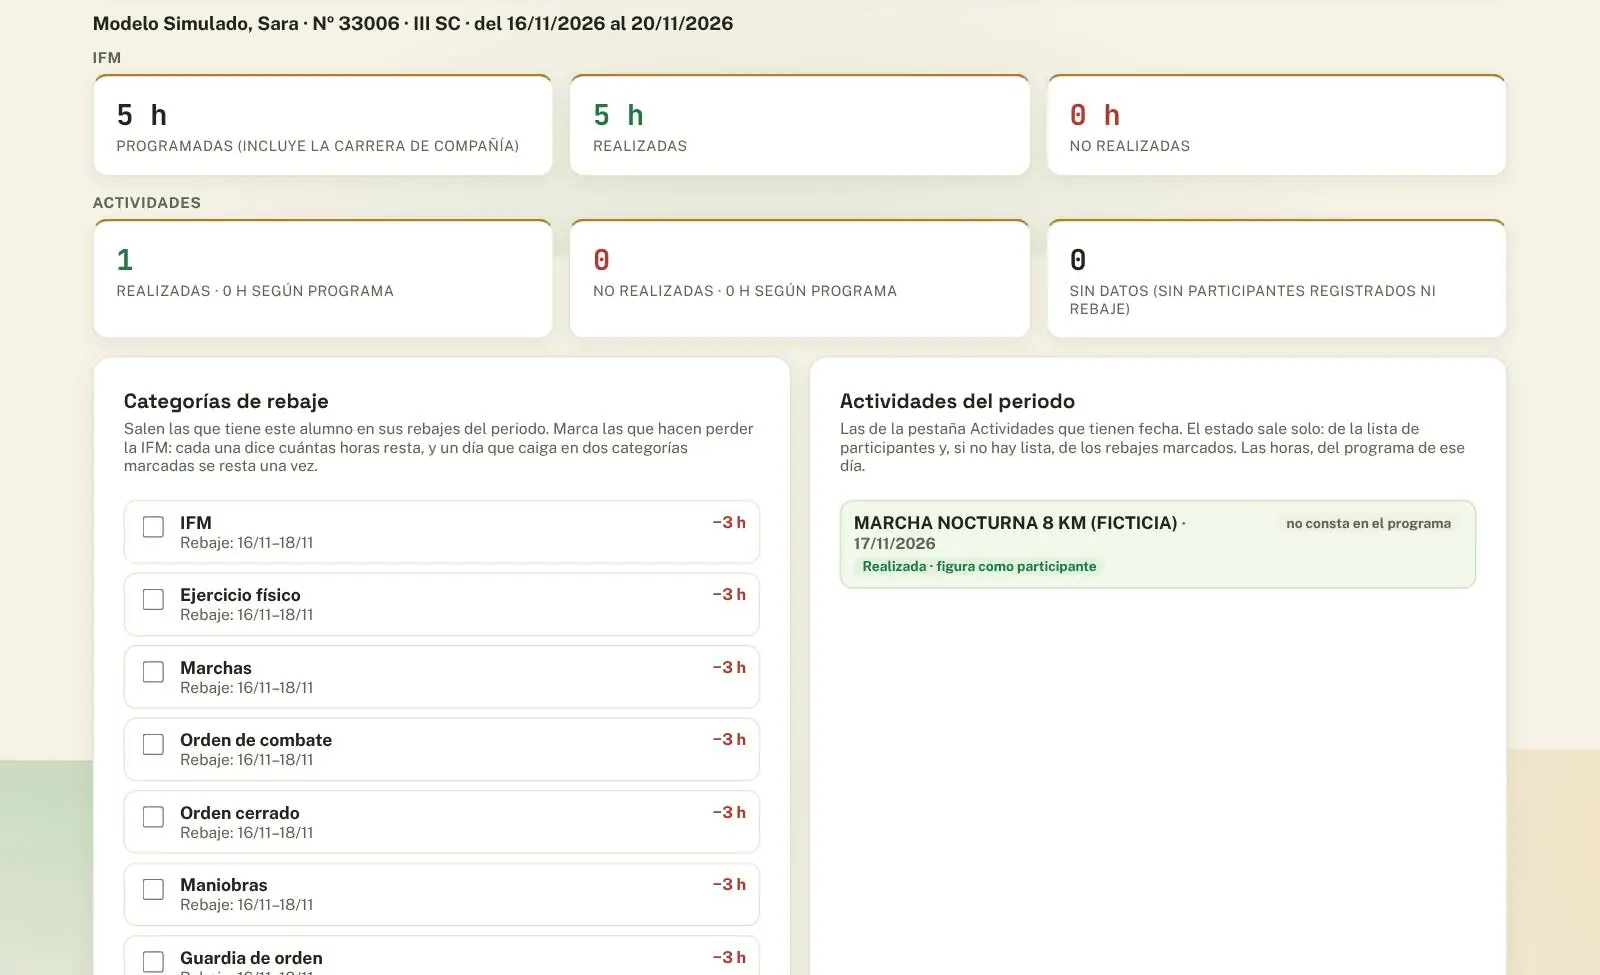 Modelo Simulado, Sara · Nº 33006 · III SC · del 16/11/2026 al 20/11/2026
IFM
5 h
PROGRAMADAS (INCLUYE LA CARRERA DE COMPAÑÍA)
5 h
REALIZADAS
0 h
NO REALIZADAS
ACTIVIDADES
1
REALIZADAS · 0 H SEGÚN PROGRAMA
0
NO REALIZADAS · 0 H SEGÚN PROGRAMA
0
SIN DATOS (SIN PARTICIPANTES REGISTRADOS NI
REBAJE)
Categorías de rebaje
Salen las que tiene este alumno en sus rebajes del periodo. Marca las que hacen perder
la IFM: cada una dice cuántas horas resta, y un día que caiga en dos categorías
marcadas se resta una vez.
IFM
−3 h
Rebaje: 16/11–18/11
Ejercicio físico
−3 h
Rebaje: 16/11–18/11
Marchas
−3 h
Rebaje: 16/11–18/11
Orden de combate
−3 h
Rebaje: 16/11–18/11
Orden cerrado
−3 h
Rebaje: 16/11–18/11
Maniobras
−3 h
Rebaje: 16/11–18/11
Guardia de orden
−3 h
Actividades del periodo
Las de la pestaña Actividades que tienen fecha. El estado sale solo: de la lista de
participantes y, si no hay lista, de los rebajes marcados. Las horas, del programa de ese
día.
MARCHA NOCTURNA 8 KM (FICTICIA) ·
17/11/2026
no consta en el programa
Realizada · figura como participante